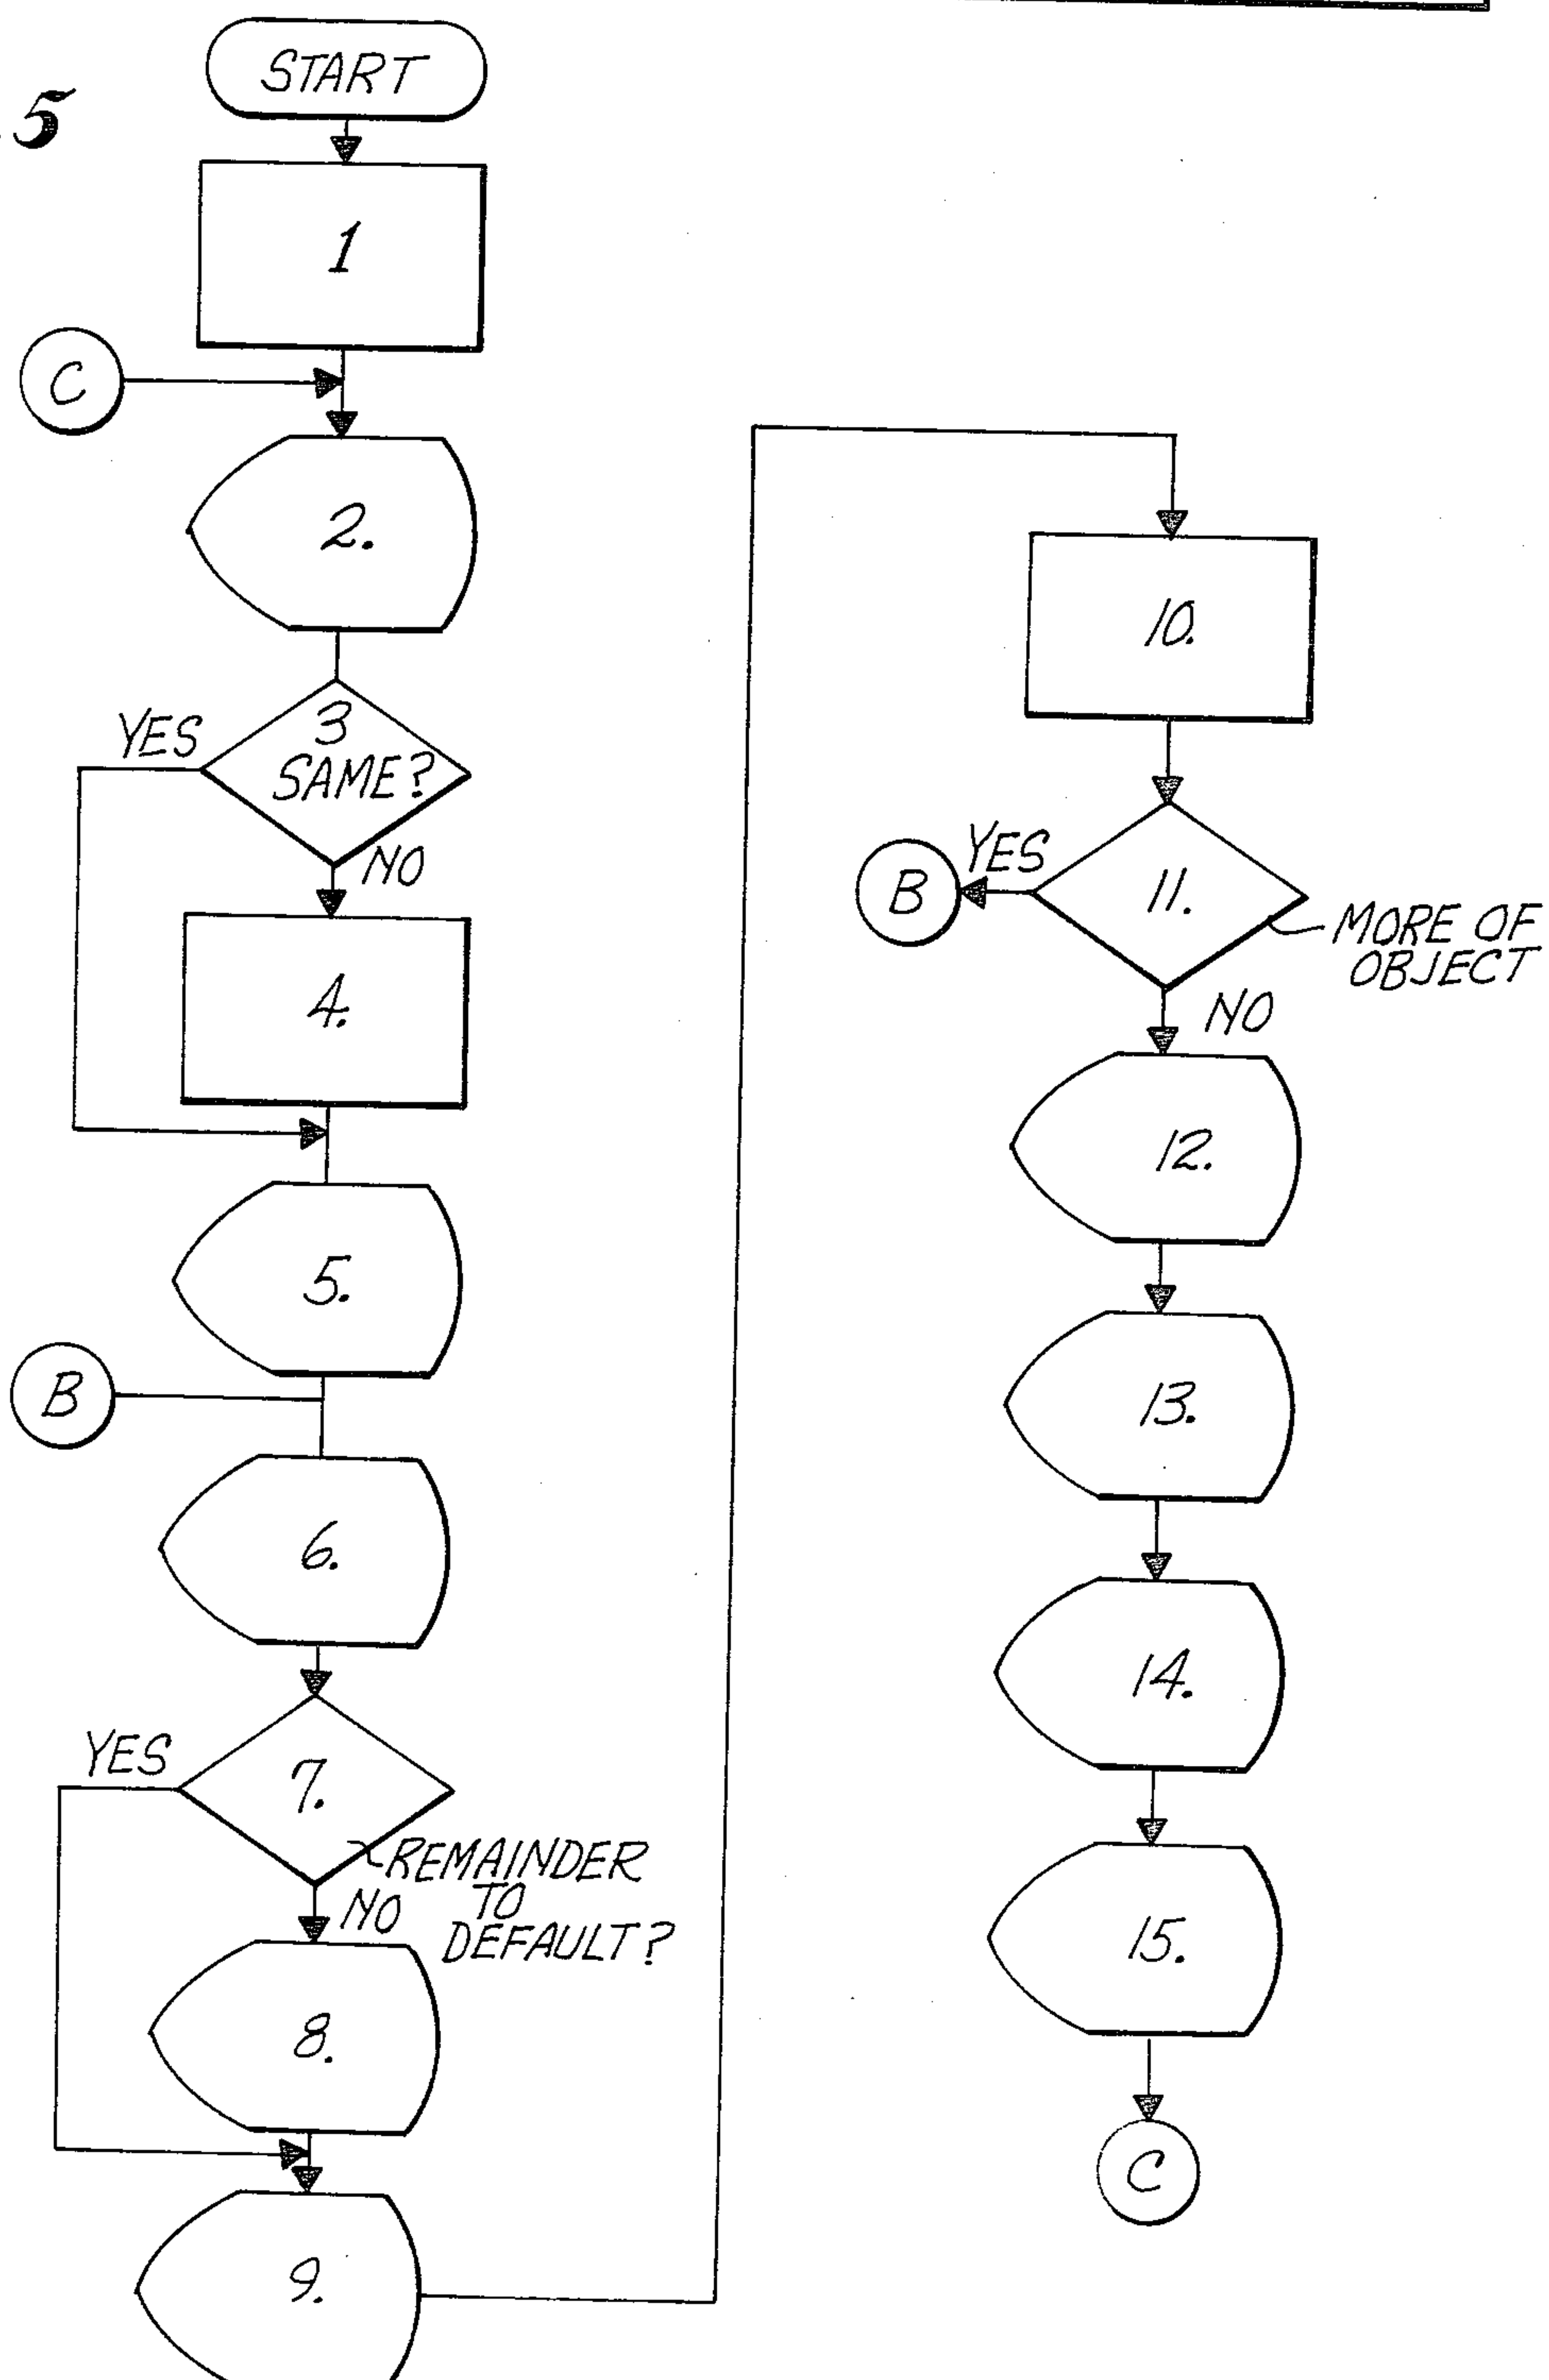 5
START
1
C
2.
YES
3
SAME?
NO
4.
5.
B
6.
YES
7.
REMAINDER
TO
NO
DEFAULT?
8.
9.
10.
YES
B
11.
MORE OF
OBJECT
NO
12.
13.
14.
15.
C